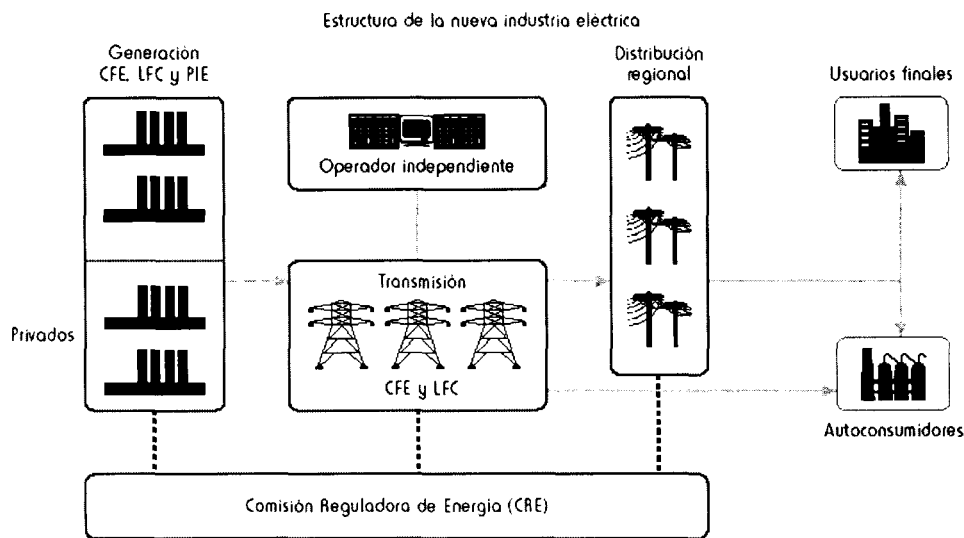 Estructura de la nueva industria eléctrica
Generación
CFE, LFC y PIE
Distribución
regional
Usuarios finales
Operador independiente
Privados
Transmisión
CFE y LFC
Autoconsumidores
Comisión Reguladora de Energía (CRE)